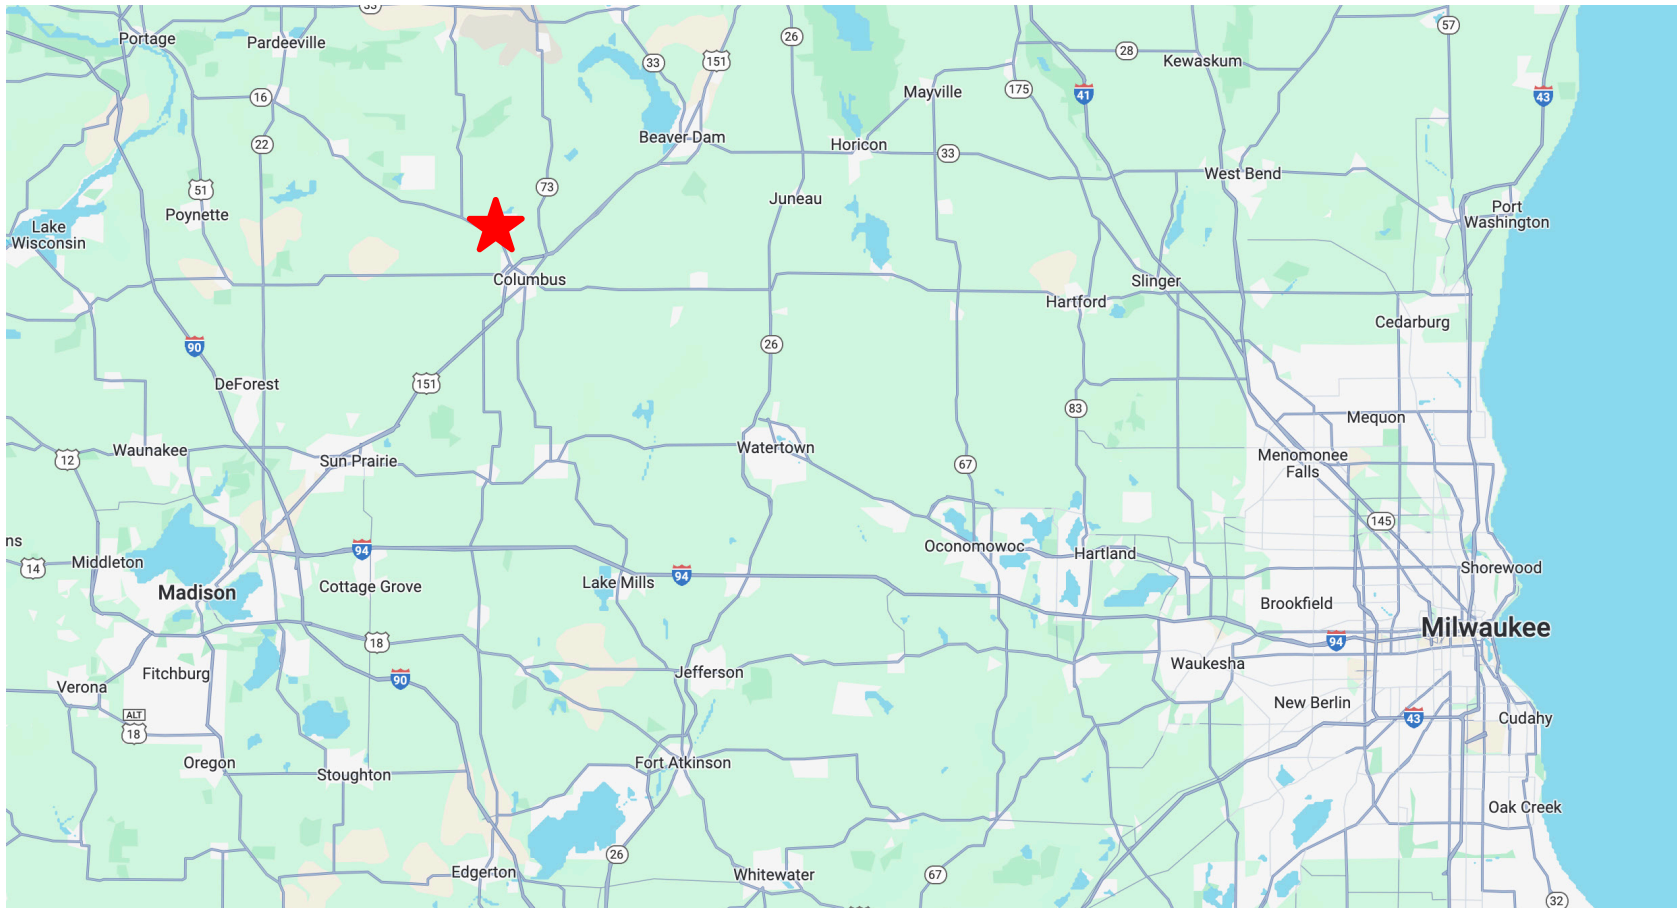 33
Portage
Pardeeville
26
57
33
151
28
Kewaskum
16
Mayville
175
41
43
22
Beaver Dam
Horicon
33
51
73
West Bend
Juneau
Poynette
Port
Washington
Lake
Wisconsin
Columbus
Slinger
Hartford
Cedarburg
90
26
DeForest
151
83
Mequon
Waunakee
Watertown
12
Sun Prairie
67
Menomonee
Falls
145
ns
94
Oconomowoc
Hartland
14
Middleton
Shorewood
Madison
Cottage Grove
Lake Mills
94
Brookfield
Milwaukee
18
94
Fitchburg
90
Jefferson
Waukesha
Verona
New Berlin
ALT
18
43
Cudahy
Oregon
Stoughton
Fort Atkinson
Oak Creek
26
Edgerton
Whitewater
67
32